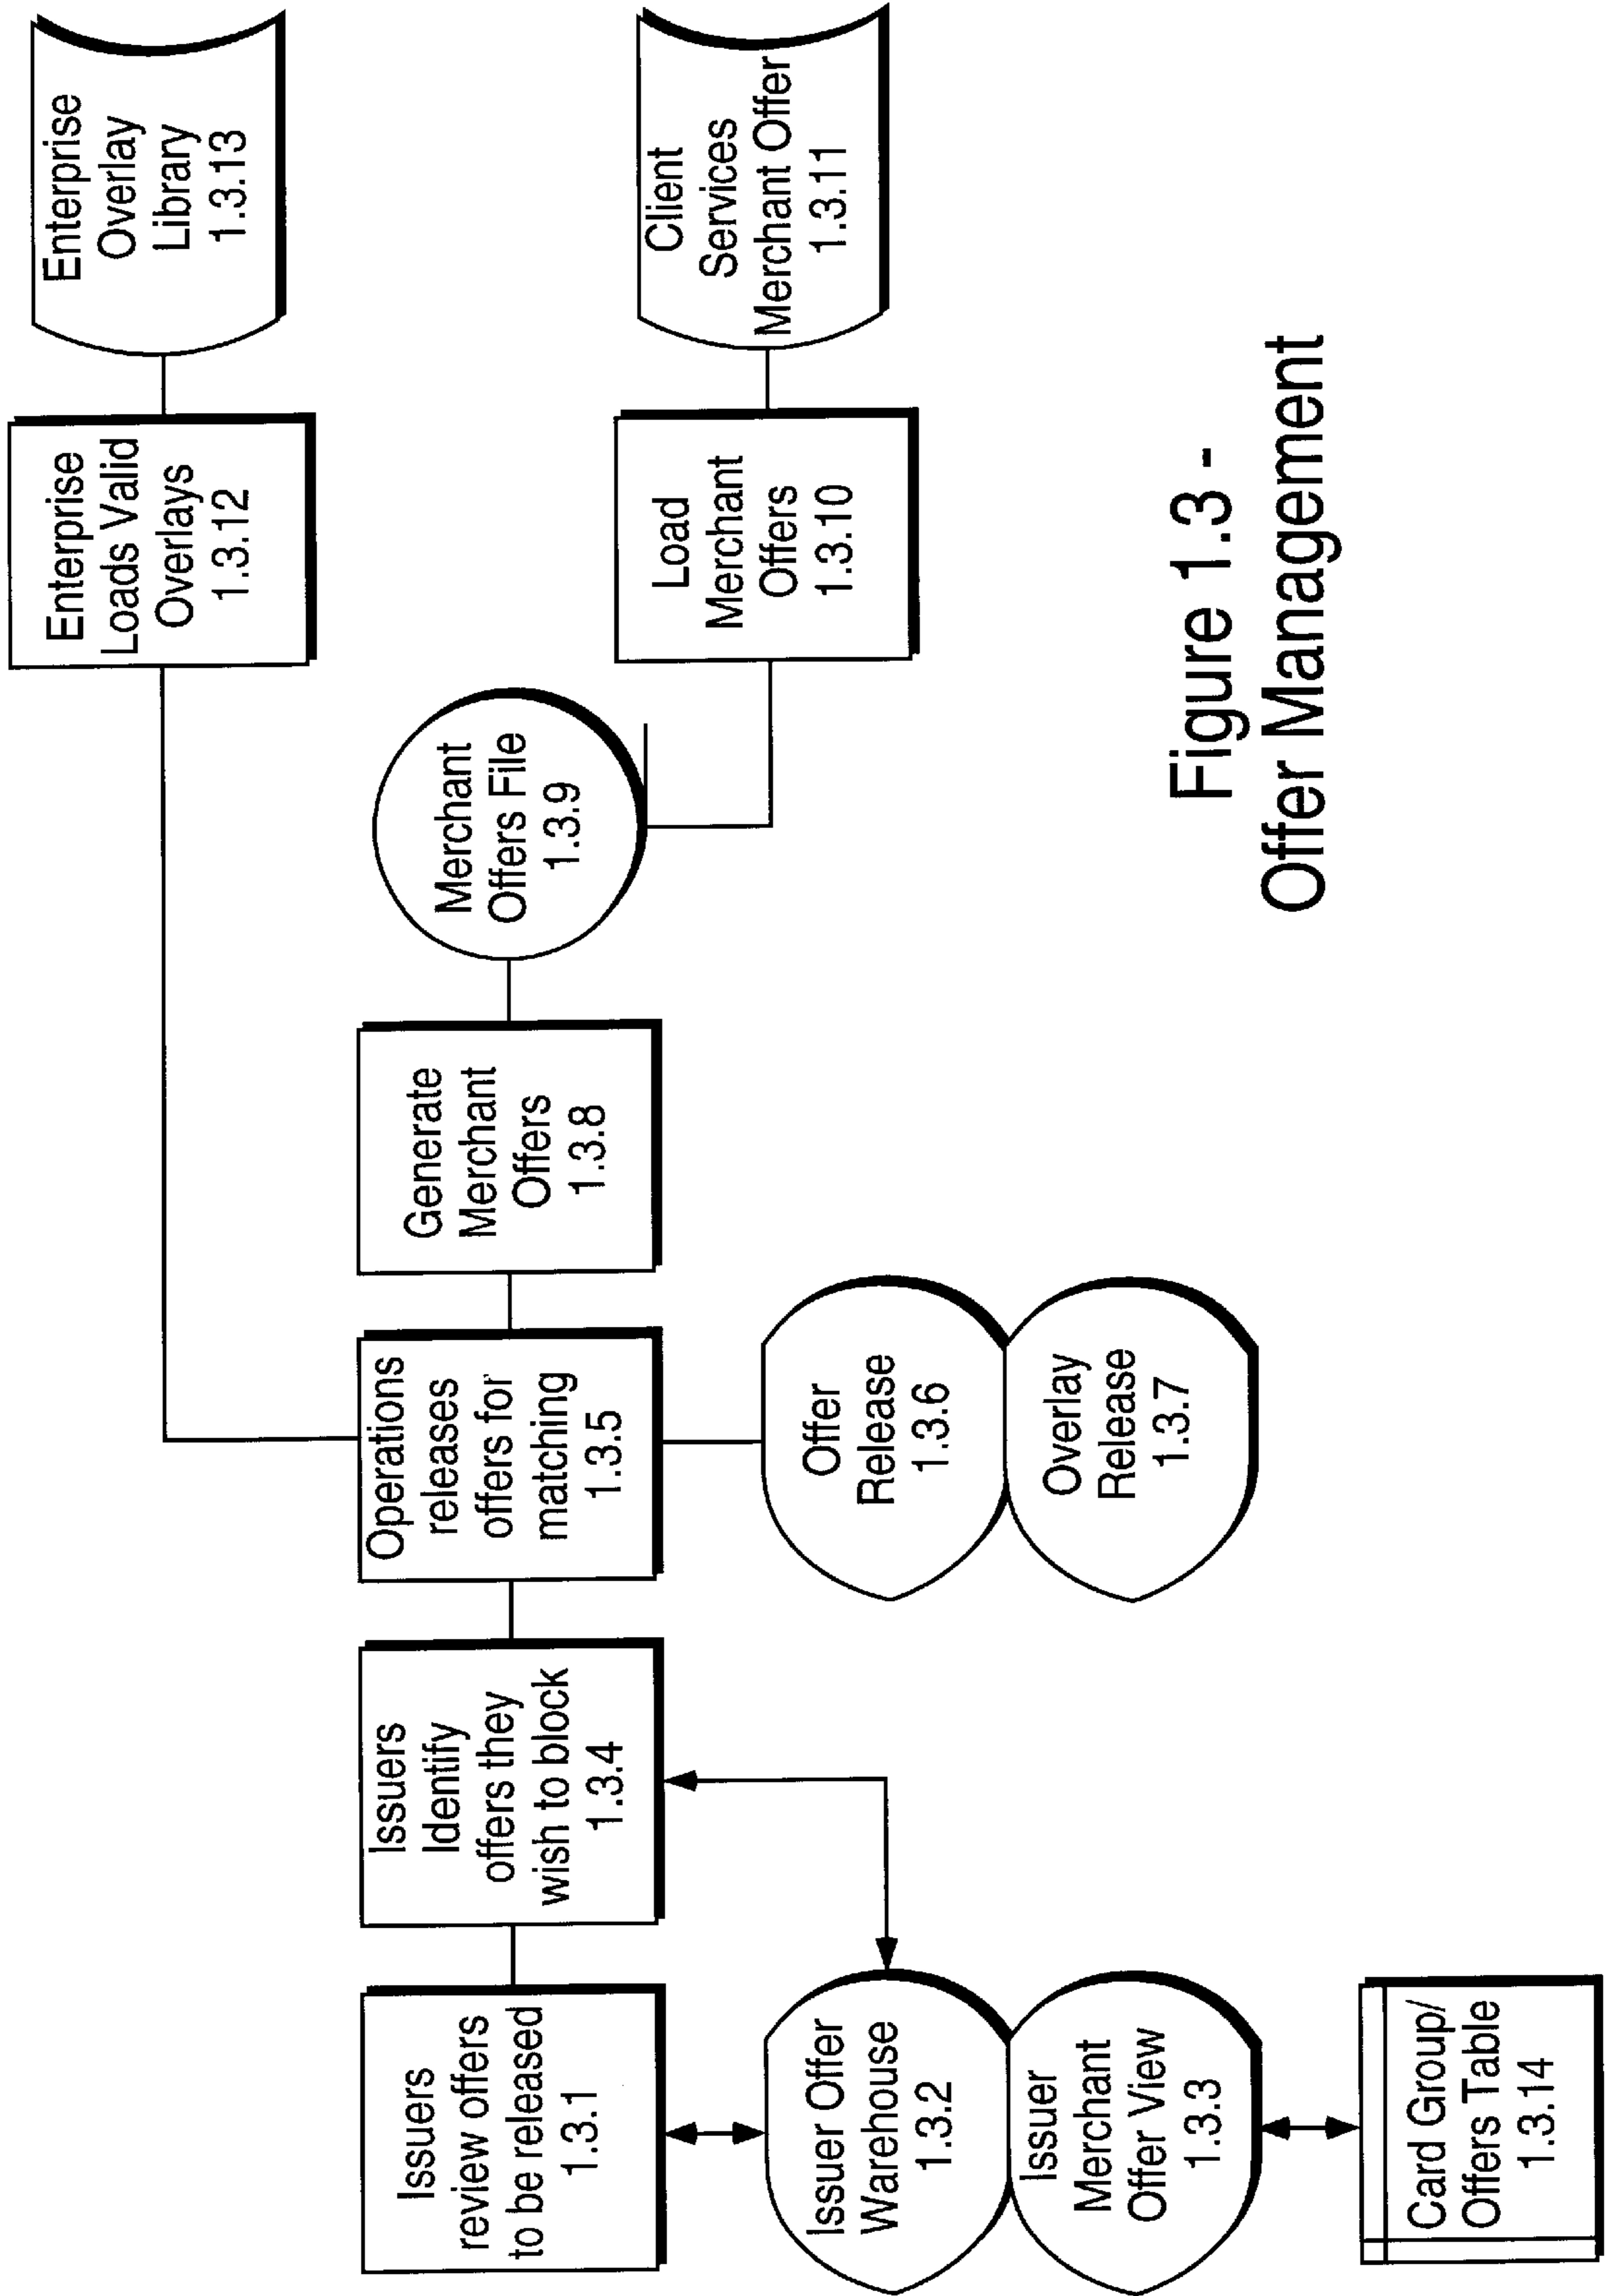 Enterprise
Loads Valid
Overlays
1.3.12
Enterprise
Overlay
Library
1.3.13
Issuers
review offers
to be released
1.3.1
Issuers
Identify
offers they
wish to block
1.3.4
Operations
releases
offers for
matching
1.3.5
Generate
Merchant
Offers
1.3.8
Merchant
Offers File
1.3.9
Load
Merchant
Offers
1.3.10
Client
Services
Merchant Offer
1.3.11
Issuer Offer
Warehouse
1.3.2
Issuer
Merchant
Offer View
1.3.3
Offer
Release
1.3.6
Overlay
Release
1.3.7
Card Group/
Offers Table
1.3.14
Figure 1.3 -
Offer Management